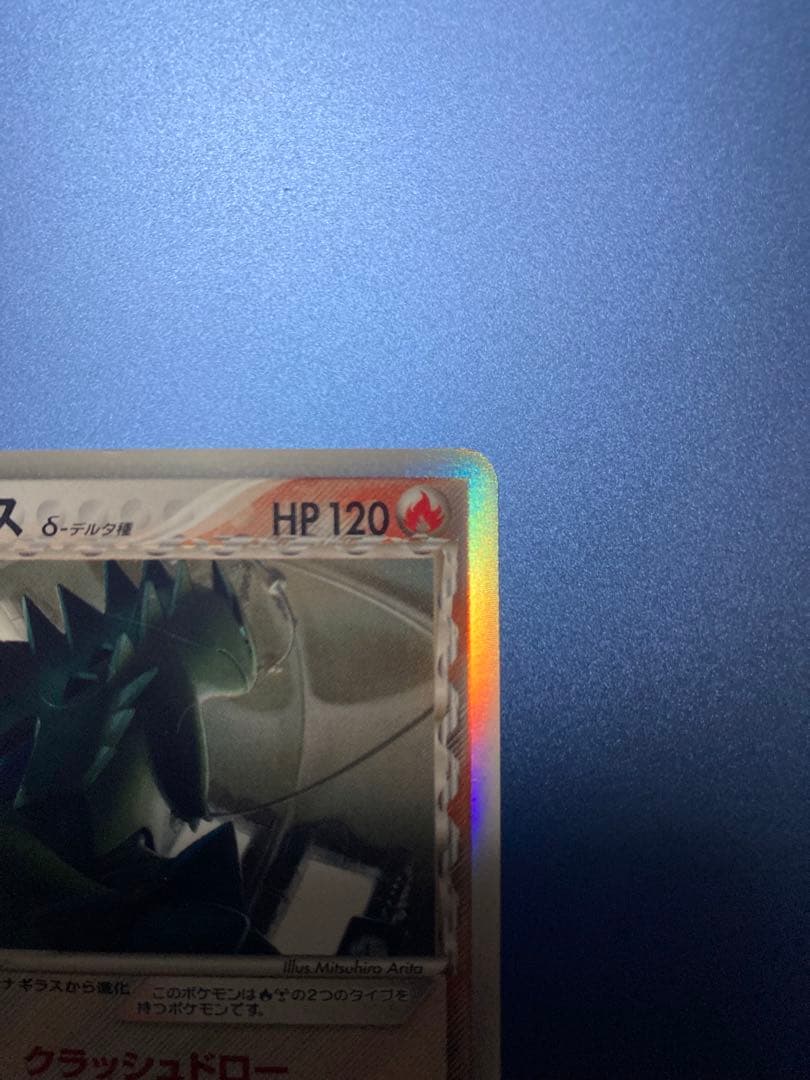 ス δ-デルタ種 HP 120
illus. Mitsuhiro Arita
ナギラスから進化
このポケモンはの2つのタイプを
持つポケモンです。
クラッシュドロー